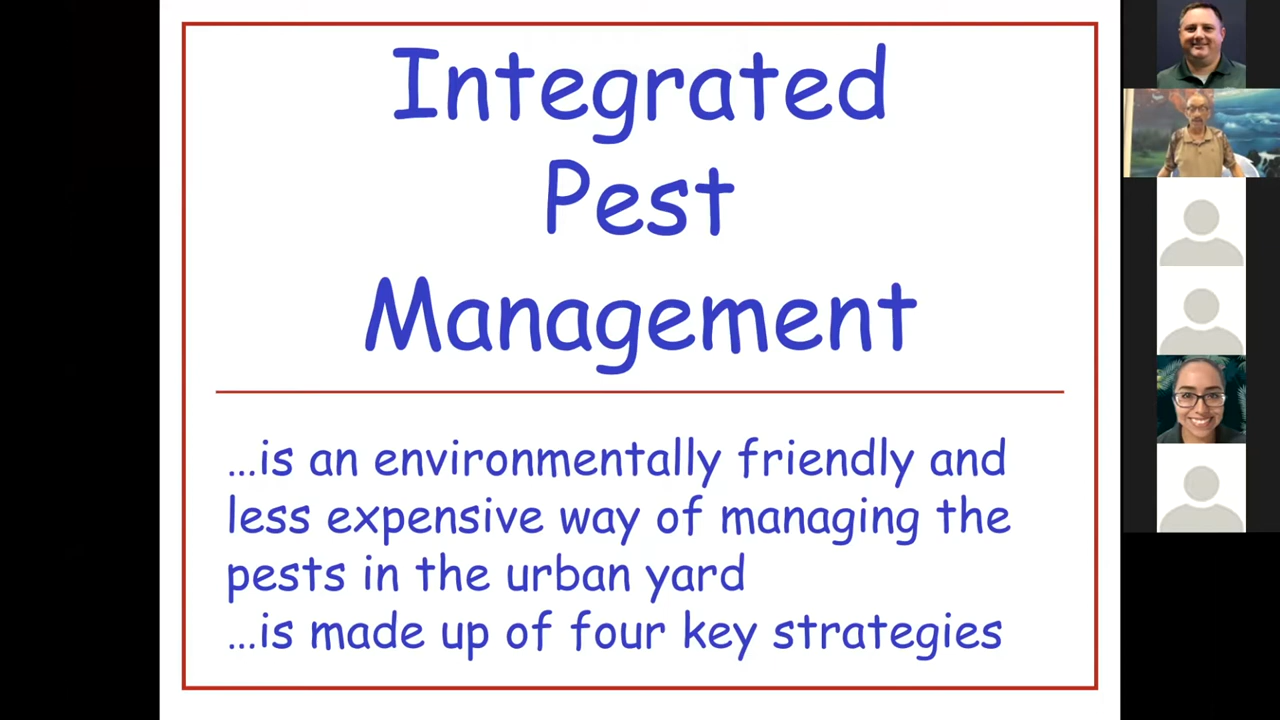 Integrated
Pest
Management
...is an environmentally friendly and
less expensive way of managing the
pests in the urban yard
...is made up of four key strategies